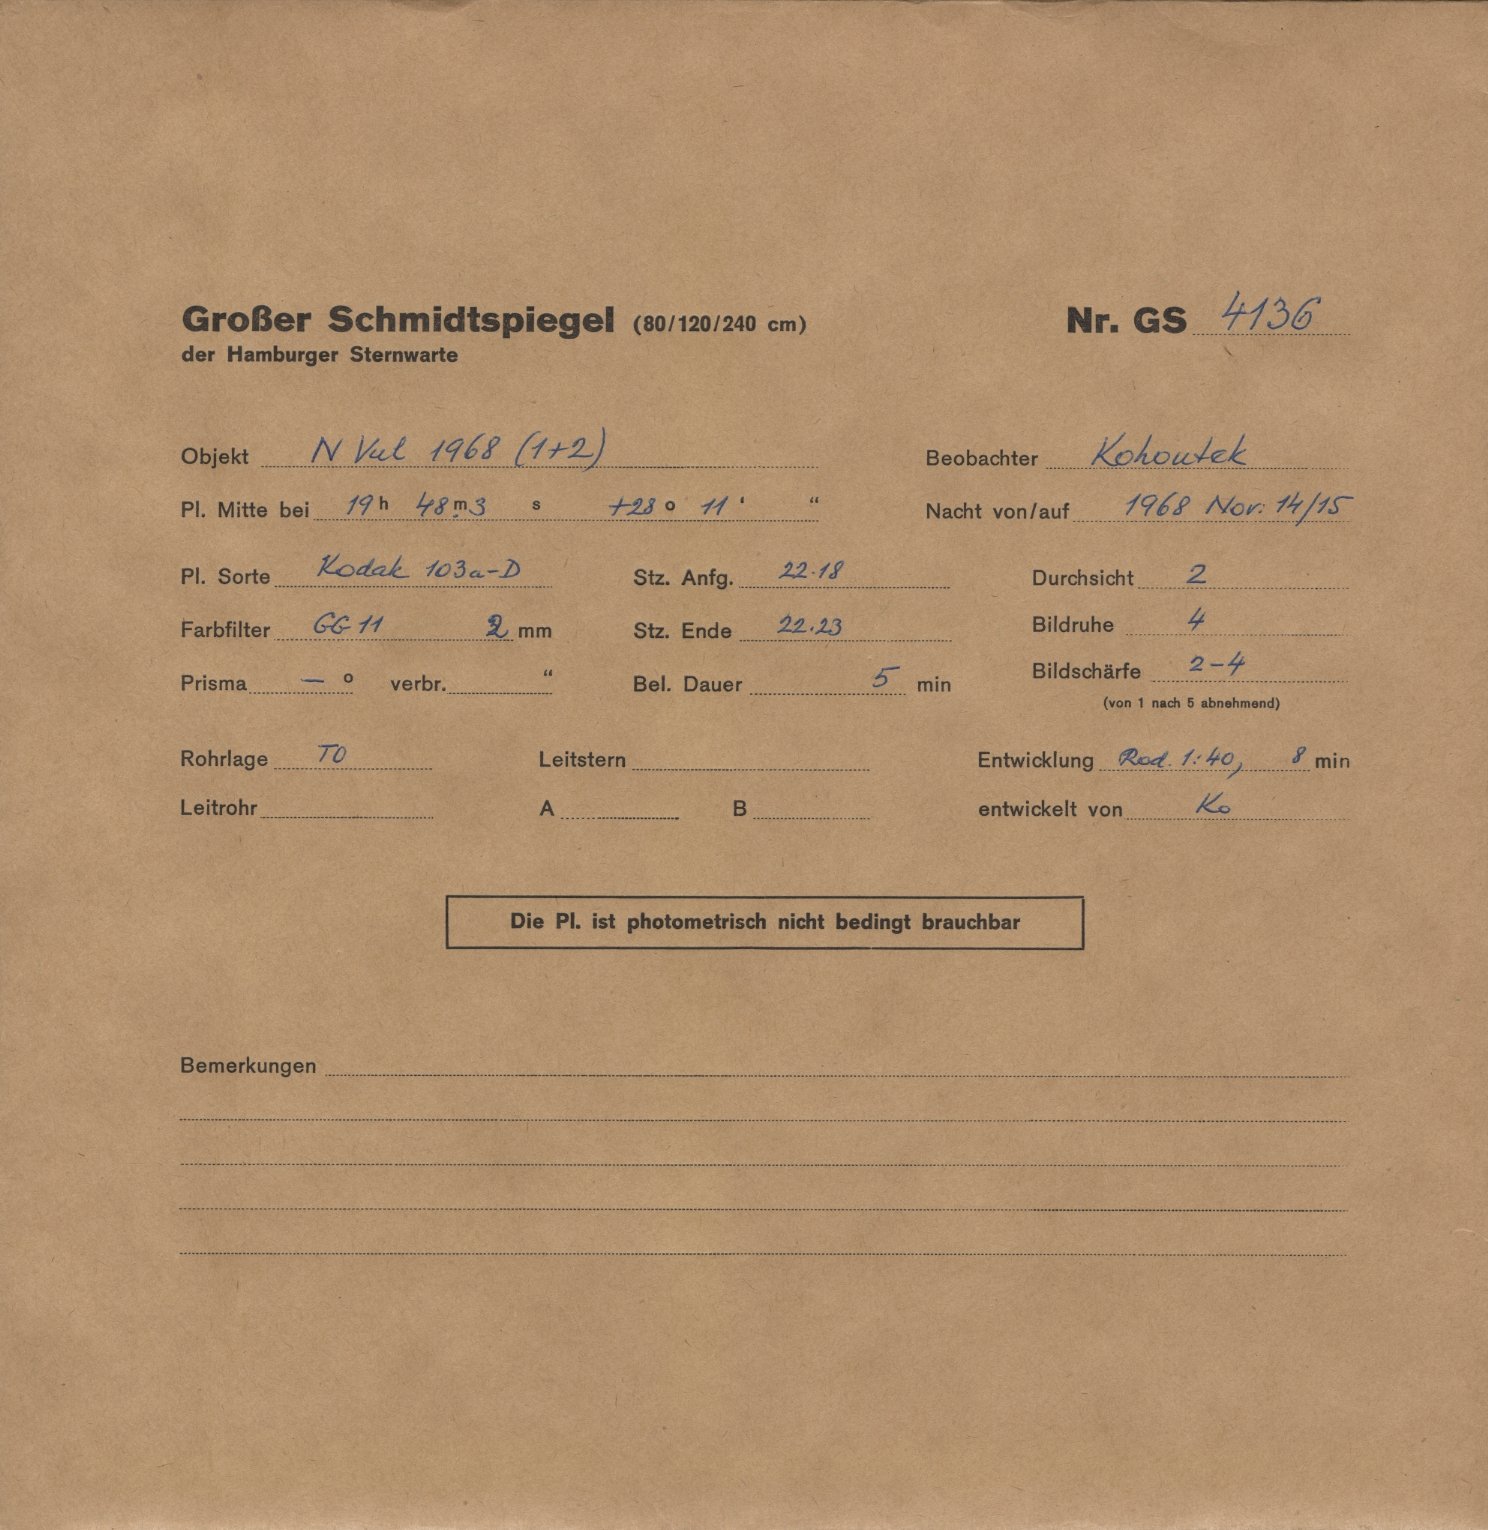 Großer Schmidtspiegel (80/120/240 cm) Nr. GS 4136
der Hamburger Sternwarte
Objekt N Vul 1968 (1+2) Beobachter Kohoutek
Pl. Mitte bei 19 h 48 m. 3 s +28 o 11 ' " Nacht von/auf 1968 Nov. 14/15
Pl. Sorte Kodak 103a-D Stz. Anfg. 22.18 Durchsicht 2
Farbfilter GG 11 2 mm Stz. Ende 22.23 Bildruhe 4
Prisma — o verbr. " Bel. Dauer 5 min Bildschärfe 2-4
(von 1 nach 5 abnehmend)
Rohrlage TO Leitstern Entwicklung Rod. 1:40, 8 min
Leitrohr A B entwickelt von Ko
Die Pl. ist photometrisch nicht bedingt brauchbar
Bemerkungen